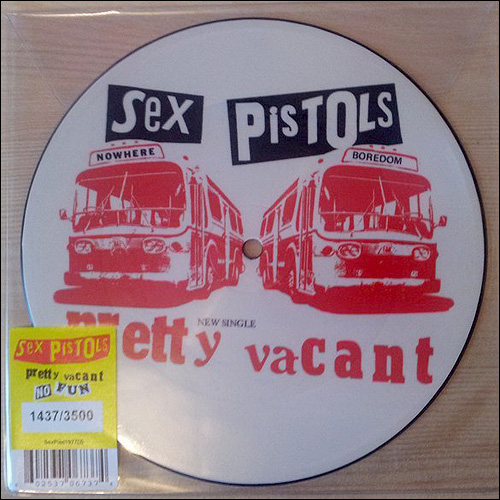 Sex PISTOLS
NOWHERE
BOREDOM
NEW SINGLE
pretty vacant
Sex PISTOLS
pretty vacant
NO FUN
1437/3500